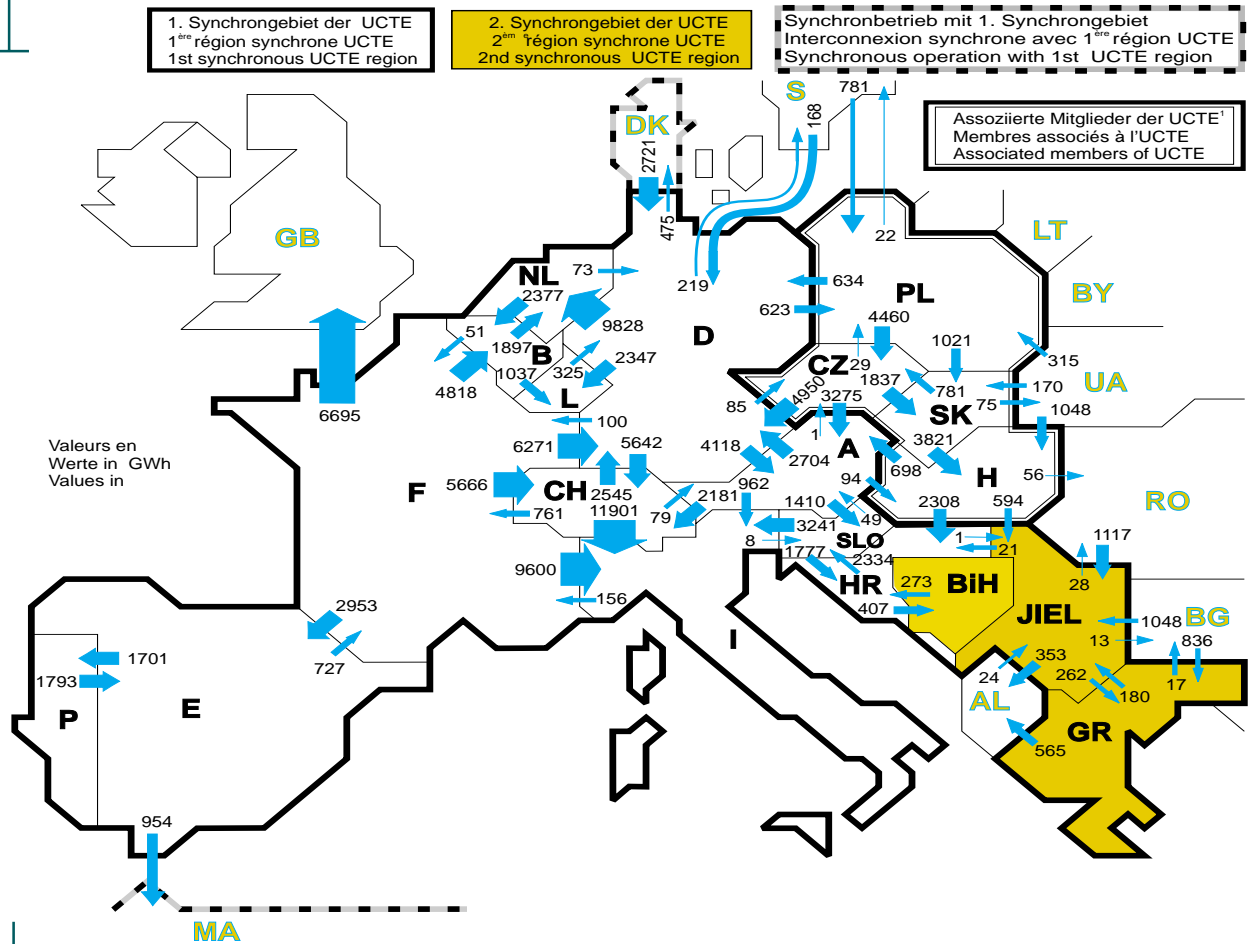 1. Synchrongebiet der UCTE
1ère région synchrone UCTE
1st synchronous UCTE region
2. Synchrongebiet der UCTE
2èm e région synchrone UCTE
2nd synchronous UCTE region
Synchronbetrieb mit 1. Synchrongebiet
Interconnexion synchrone avec 1ère région UCTE
Synchronous operation with 1st UCTE region
Assoziierte Mitglieder der UCTE1
Membres associés à l'UCTE
Associated members of UCTE
S
781
168
DK
2721
475
22
219
GB
LT
BY
NL
73
2377
9828
D
634
623
PL
51
1897
B
325
2347
4818
1037
L
4460
29
1021
315
CZ
1837
781
SK
170
75
UA
1048
4950
85
3275
100
6271
5642
4118
2704
1
A
3821
698
H
56
6695
Valeurs en
Werte in GWh
Values in
F
5666
CH
761
2545
11901
79
2181
962
94
1410
49
2308
594
RO
8
3241
SLO
1
21
1117
28
1777
2334
9600
156
HR
273
407
BiH
JIEL
1048
13
BG
836
17
2953
727
I
24
353
262
180
AL
565
GR
1701
1793
P
E
954
MA